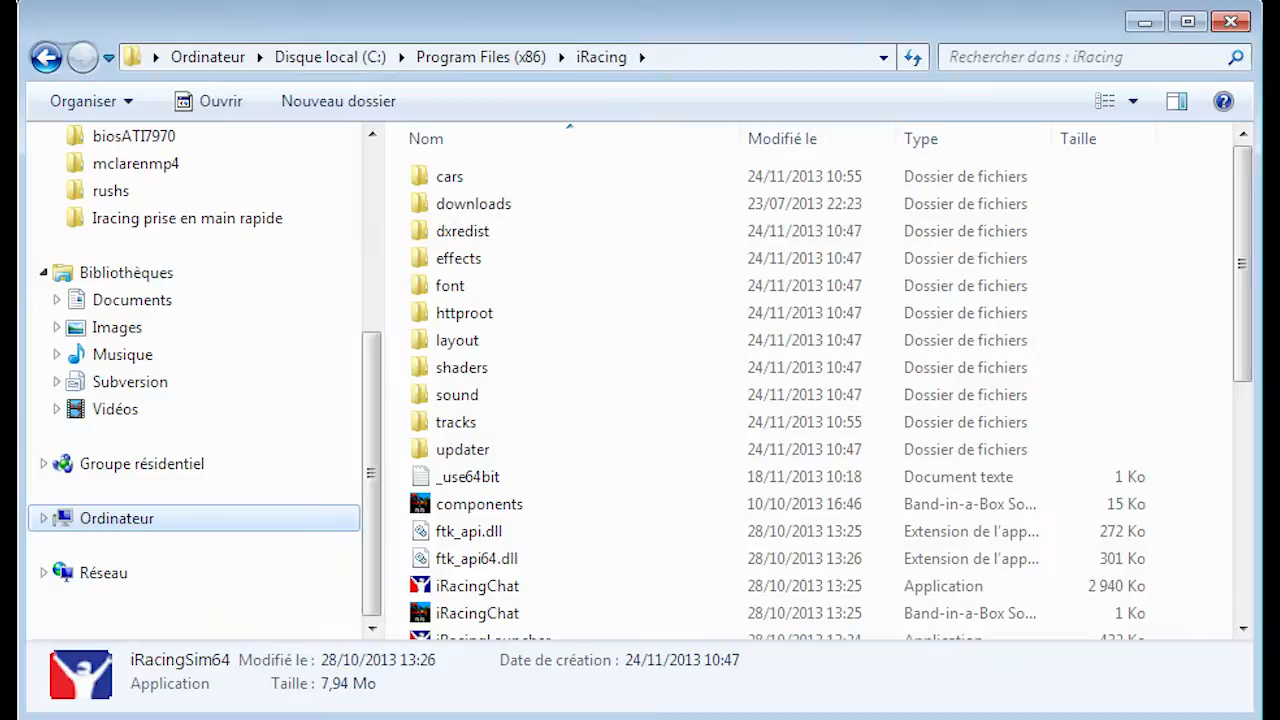 Ordinateur Disque local (C:) Program Files (x86) iRacing
Rechercher dans : iRacing
Organiser Ouvrir Nouveau dossier
biosATI7970
mclarenmp4
rushs
Iracing prise en main rapide
Bibliothèques
Documents
Images
Musique
Subversion
Vidéos
Groupe résidentiel
Ordinateur
Réseau
Nom Modifié le Type Taille
cars 24/11/2013 10:55 Dossier de fichiers
downloads 23/07/2013 22:23 Dossier de fichiers
dxredist 24/11/2013 10:47 Dossier de fichiers
effects 24/11/2013 10:47 Dossier de fichiers
font 24/11/2013 10:47 Dossier de fichiers
httproot 24/11/2013 10:47 Dossier de fichiers
layout 24/11/2013 10:47 Dossier de fichiers
shaders 24/11/2013 10:47 Dossier de fichiers
sound 24/11/2013 10:47 Dossier de fichiers
tracks 24/11/2013 10:55 Dossier de fichiers
updater 24/11/2013 10:47 Dossier de fichiers
_use64bit 18/11/2013 10:18 Document texte 1 Ko
components 10/10/2013 16:46 Band-in-a-Box So... 15 Ko
ftk_api.dll 28/10/2013 13:25 Extension de l'app... 272 Ko
ftk_api64.dll 28/10/2013 13:26 Extension de l'app... 301 Ko
iRacingChat 28/10/2013 13:25 Application 2 940 Ko
iRacingChat 28/10/2013 13:25 Band-in-a-Box So... 1 Ko
iRacingLauncher 28/10/2013 13:24 Application 432 Ko
iRacingSim64 Modifié le : 28/10/2013 13:26 Date de création : 24/11/2013 10:47
Application Taille : 7,94 Mo